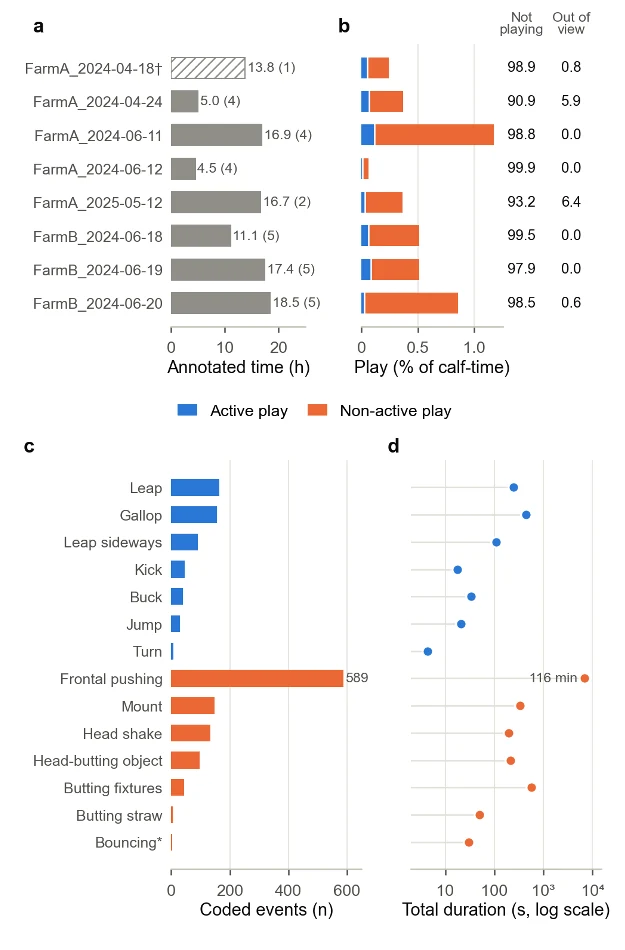 a
b
Not playing
Out of view
FarmA_2024-04-18† 13.8 (1) 98.9 0.8
FarmA_2024-04-24 5.0 (4) 90.9 5.9
FarmA_2024-06-11 16.9 (4) 98.8 0.0
FarmA_2024-06-12 4.5 (4) 99.9 0.0
FarmA_2025-05-12 16.7 (2) 93.2 6.4
FarmB_2024-06-18 11.1 (5) 99.5 0.0
FarmB_2024-06-19 17.4 (5) 97.9 0.0
FarmB_2024-06-20 18.5 (5) 98.5 0.6
0 10 20
Annotated time (h)
0 0.5 1.0
Play (% of calf-time)
Active play Non-active play
c
d
Leap
Gallop
Leap sideways
Kick
Buck
Jump
Turn
Frontal pushing 589 116 min
Mount
Head shake
Head-butting object
Butting fixtures
Butting straw
Bouncing*
0 200 400 600
Coded events (n)
10 100 10³ 10⁴
Total duration (s, log scale)